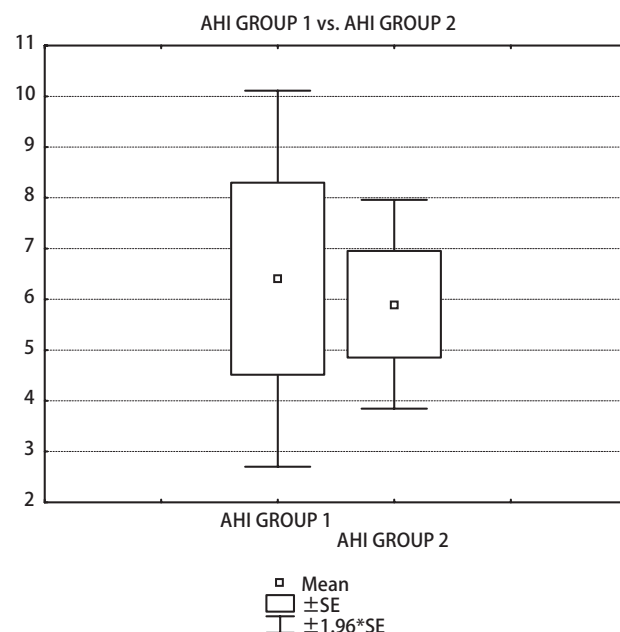 AHI GROUP 1 vs. AHI GROUP 2
11
10
9
8
7
6
5
4
3
2
AHI GROUP 1
AHI GROUP 2
Mean
±SE
±1.96*SE